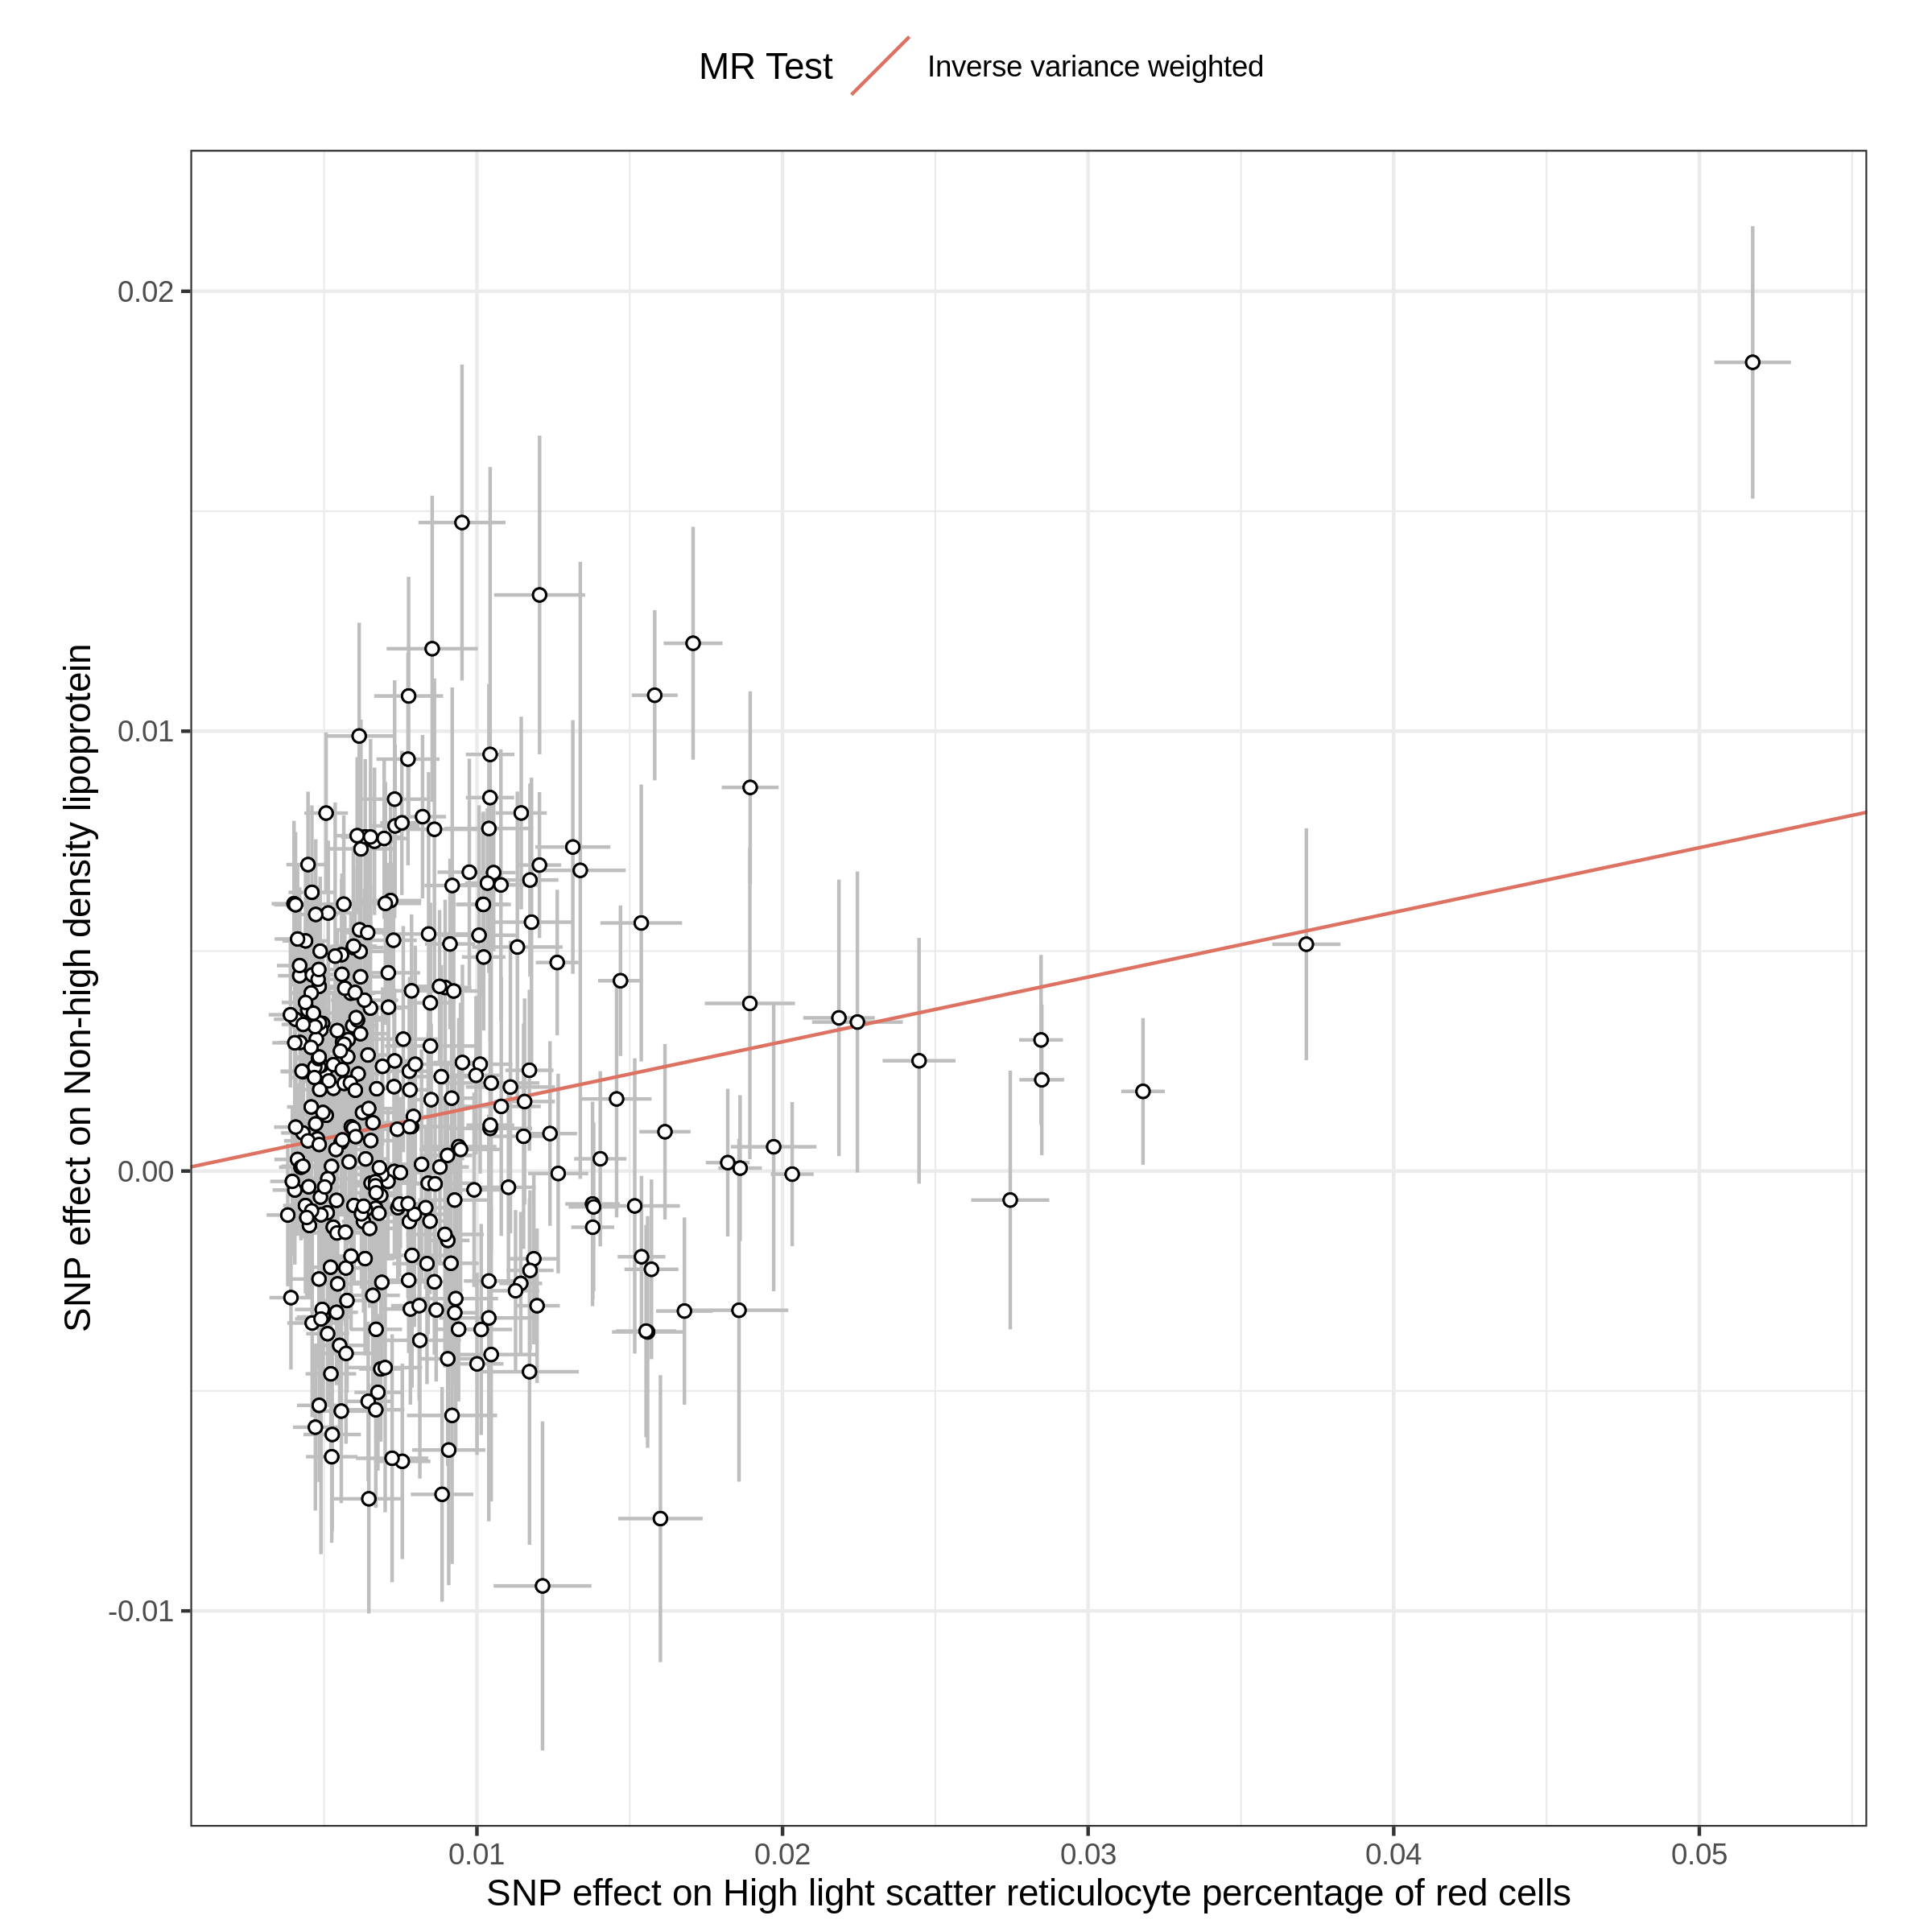 MR Test Inverse variance weighted
SNP effect on Non-high density lipoprotein
0.02
0.01
0.00
-0.01
0.01 0.02 0.03 0.04 0.05
SNP effect on High light scatter reticulocyte percentage of red cells